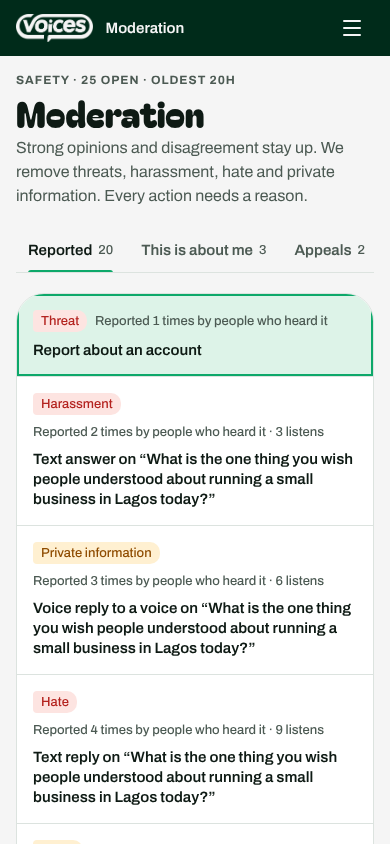 Voices
Moderation
SAFETY · 25 OPEN · OLDEST 20H
Moderation
Strong opinions and disagreement stay up. We
remove threats, harassment, hate and private
information. Every action needs a reason.
Reported 20 This is about me 3 Appeals 2
Threat Reported 1 times by people who heard it
Report about an account
Harassment
Reported 2 times by people who heard it · 3 listens
Text answer on “What is the one thing you wish
people understood about running a small
business in Lagos today?”
Private information
Reported 3 times by people who heard it · 6 listens
Voice reply to a voice on “What is the one thing
you wish people understood about running a
small business in Lagos today?”
Hate
Reported 4 times by people who heard it · 9 listens
Text reply on “What is the one thing you wish
people understood about running a small
business in Lagos today?”